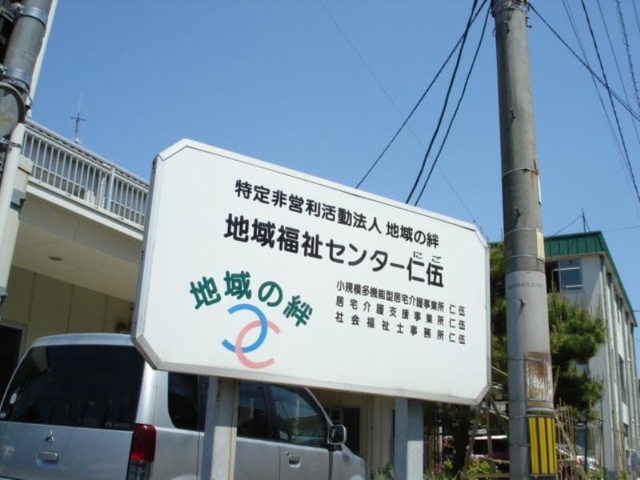 特定非営利活動法人 地域の絆
地域福祉センター仁伍
にご
小規模多機能型居宅介護事業所 仁伍
居宅介護支援事業所 仁伍
社会福祉士事務所 仁伍
地域の絆